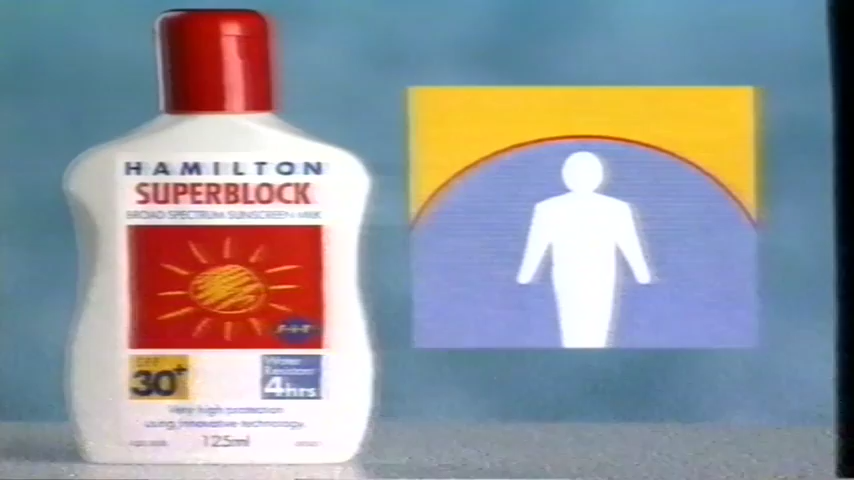 HAMILTON
SUPERBLOCK
BROAD SPECTRUM SUNSCREEN MILK
SPF
30+
Water
Resistant
4hrs
Very high protection
using innovative technology.
125ml